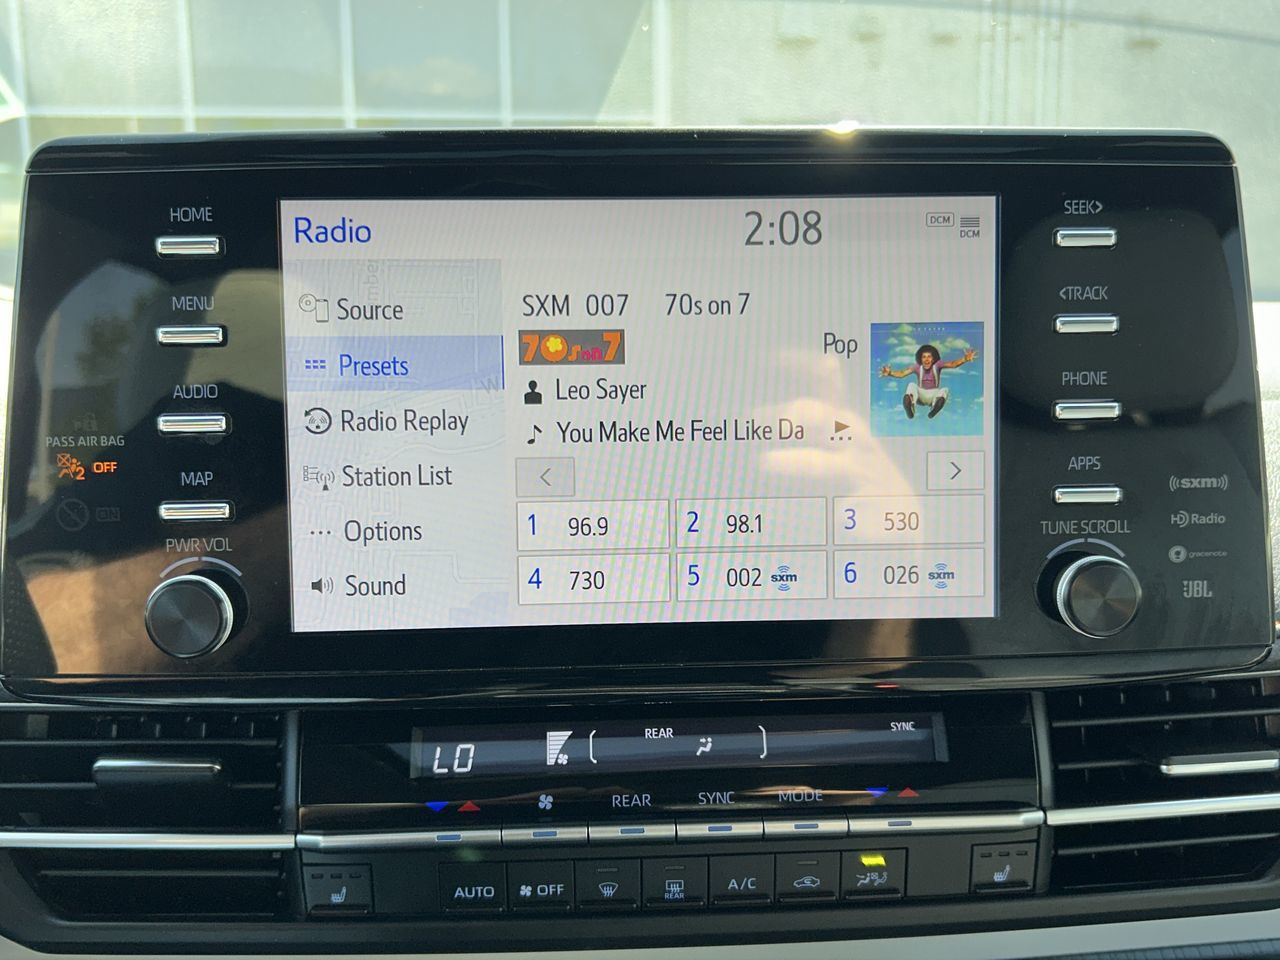 HOME
MENU
AUDIO
MAP
PWR VOL
PASS AIR BAG
2 OFF
ON
Radio
2:08
DCM
DCM
Source
Presets
Radio Replay
Station List
Options
Sound
SXM 007 70s on 7
70s on 7
Pop
Leo Sayer
You Make Me Feel Like Da
...
<
>
1 96.9
2 98.1
3 530
4 730
5 002 sxm
6 026 sxm
SEEK>
<TRACK
PHONE
APPS
TUNE SCROLL
((sxm))
HD Radio
gracenote
JBL
LO
REAR
SYNC
REAR
SYNC
MODE
AUTO
OFF
REAR
A/C